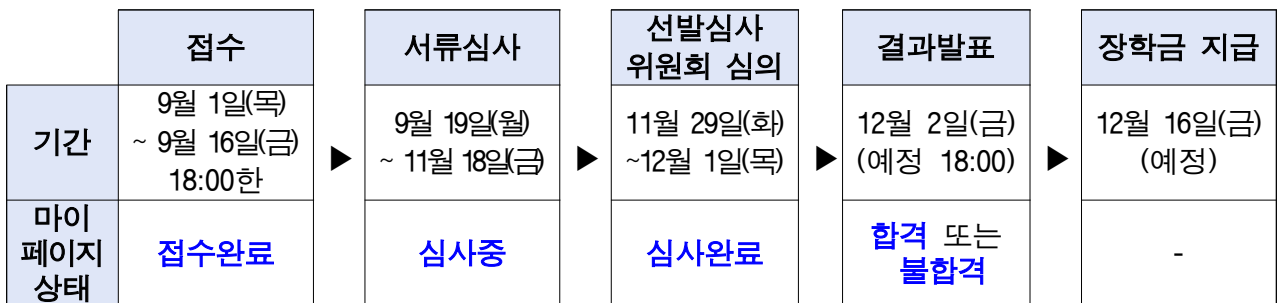 접수
서류심사
선발심사
위원회 심의
결과발표
장학금 지급
기간
9월 1일(목)
~ 9월 16일(금)
18:00한
▶
9월 19일(월)
~ 11월 18일(금)
▶
11월 29일(화)
~12월 1일(목)
▶
12월 2일(금)
(예정 18:00)
▶
12월 16일(금)
(예정)
마이
페이지
상태
접수완료
심사중
심사완료
합격 또는
불합격
-